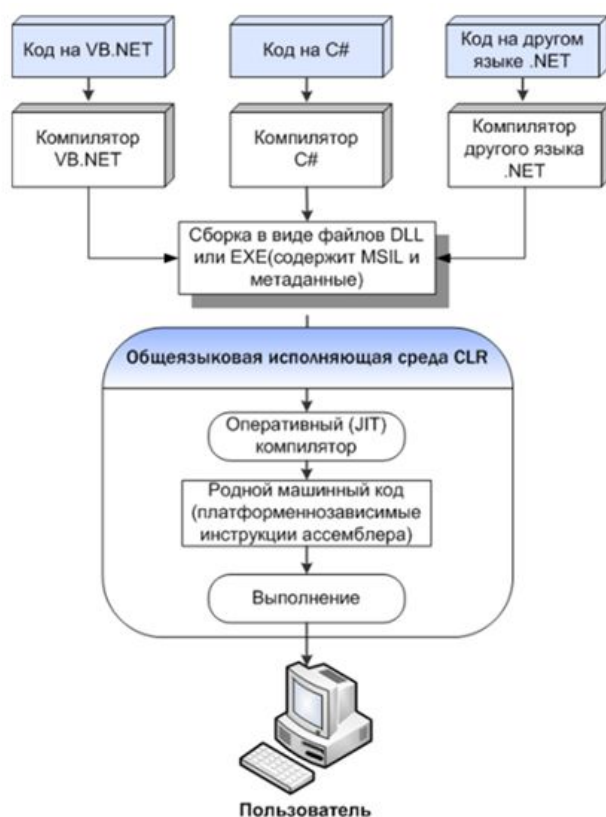 Код на VB.NET
Код на C#
Код на другом
языке .NET
Компилятор
VB.NET
Компилятор
C#
Компилятор
другого языка
.NET
Сборка в виде файлов DLL
или EXE(содержит MSIL и
метаданные)
Общеязыковая исполняющая среда CLR
Оперативный (JIT)
компилятор
Родной машинный код
(платформеннозависимые
инструкции ассемблера)
Выполнение
Пользователь